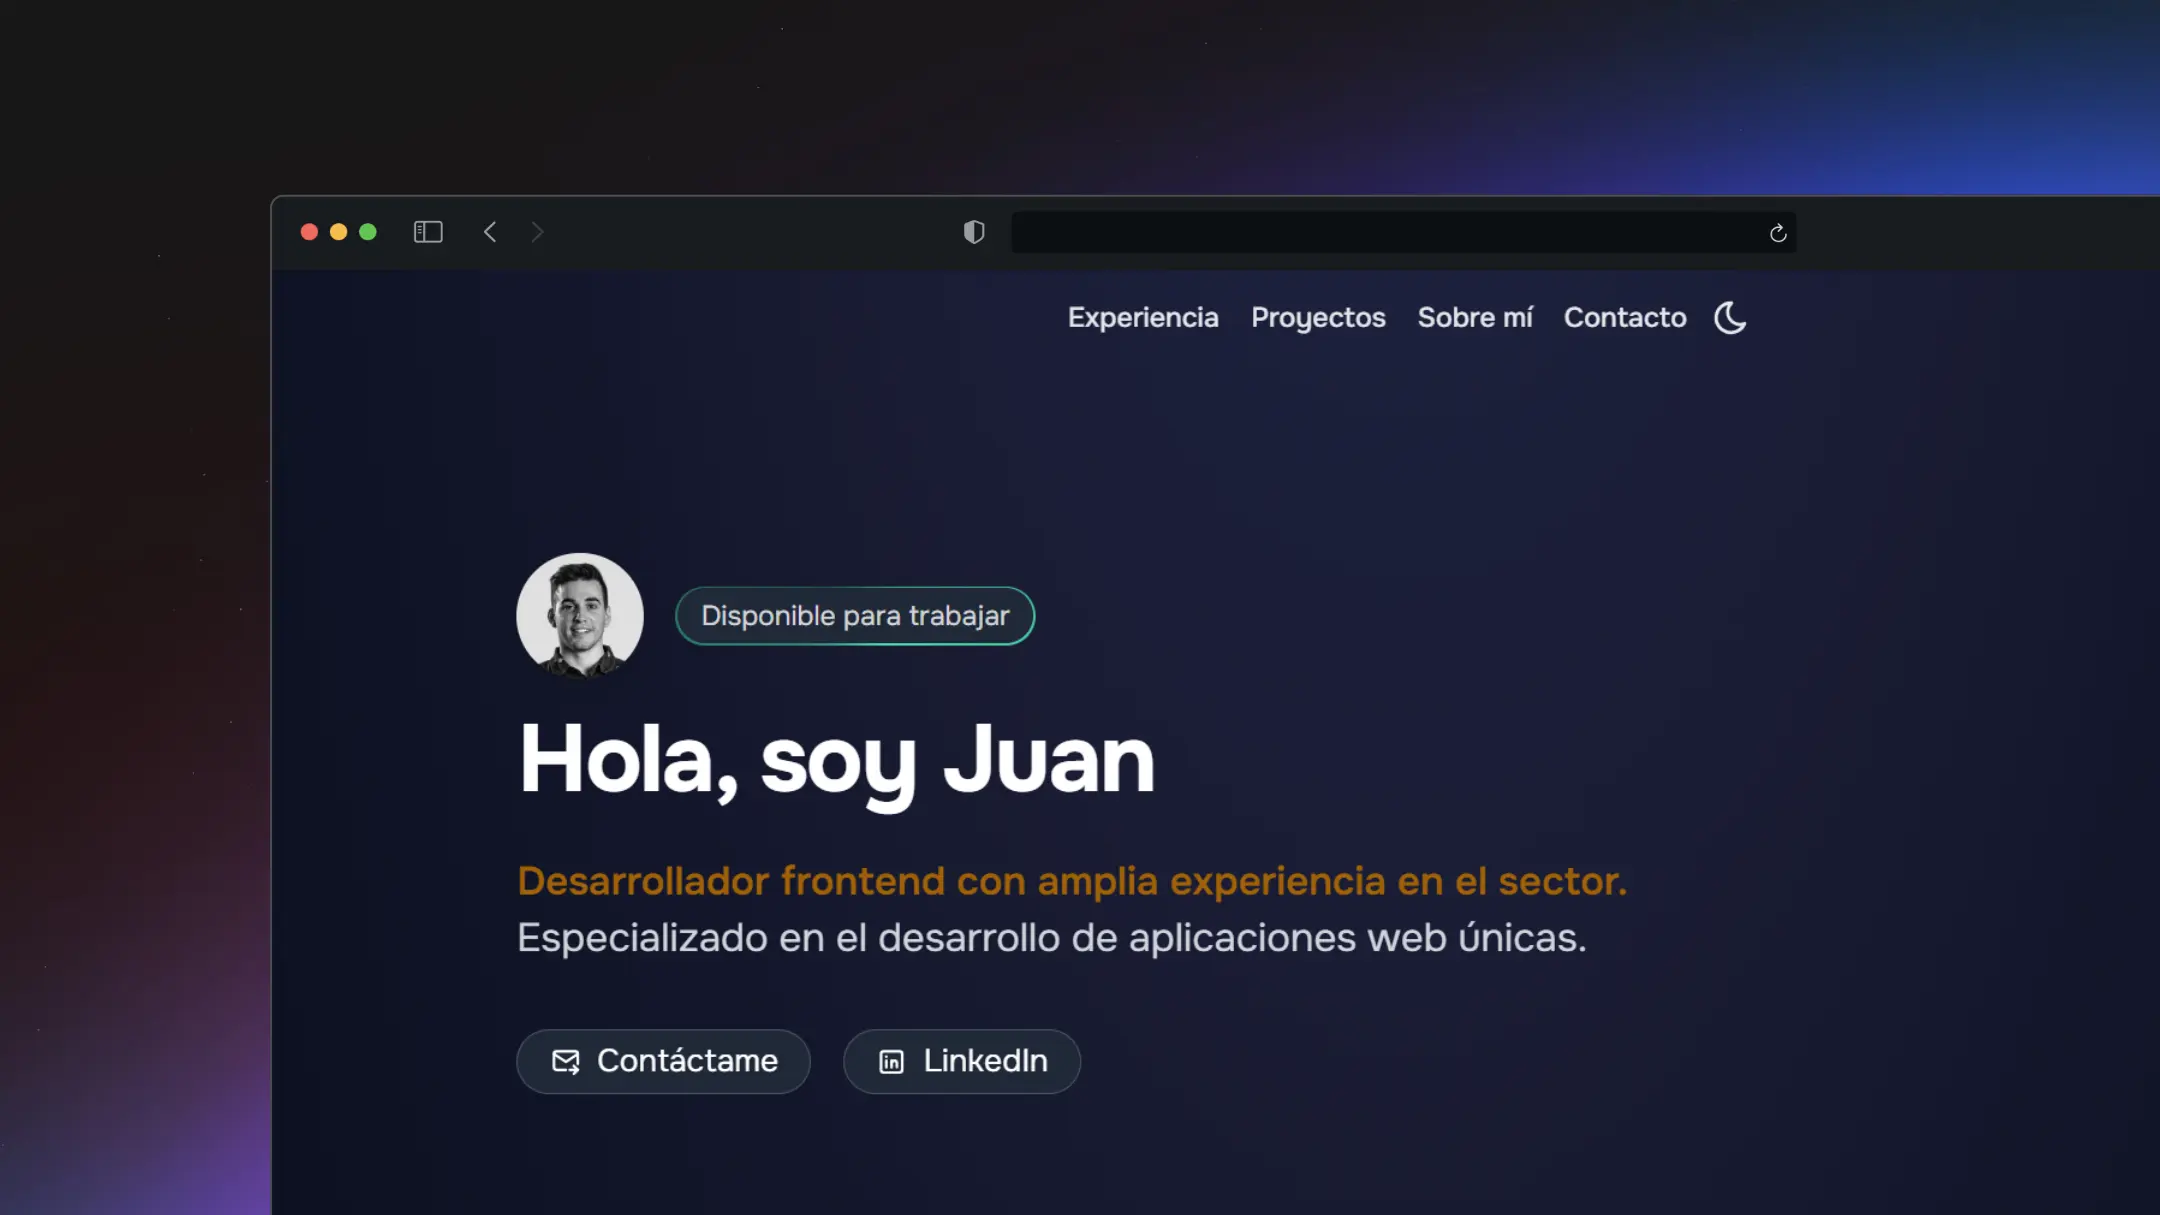 Experiencia Proyectos Sobre mí Contacto
Disponible para trabajar
Hola, soy Juan
Desarrollador frontend con amplia experiencia en el sector.
Especializado en el desarrollo de aplicaciones web únicas.
Contáctame LinkedIn